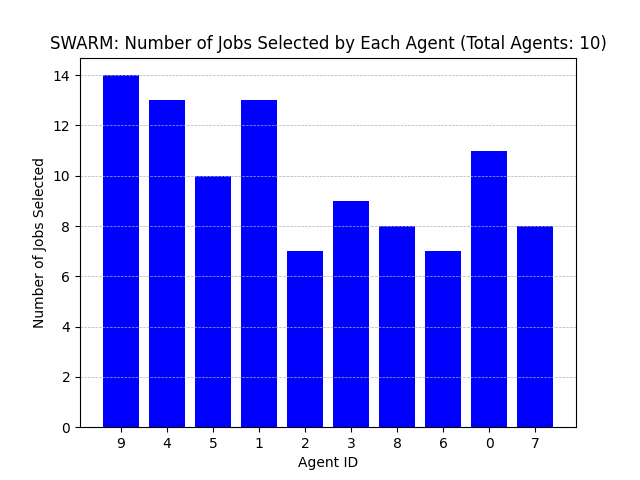 SWARM: Number of Jobs Selected by Each Agent (Total Agents: 10)
14
12
10
8
6
4
2
0
Number of Jobs Selected
9 4 5 1 2 3 8 6 0 7
Agent ID